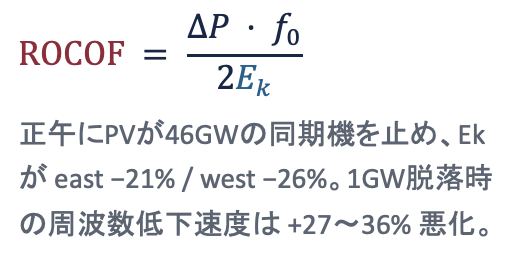 ROCOF = ΔP · f₀ / 2Eₖ
正午にPVが46GWの同期機を止め、Ek
が east −21% / west −26%。1GW脱落時
の周波数低下速度は +27〜36% 悪化。